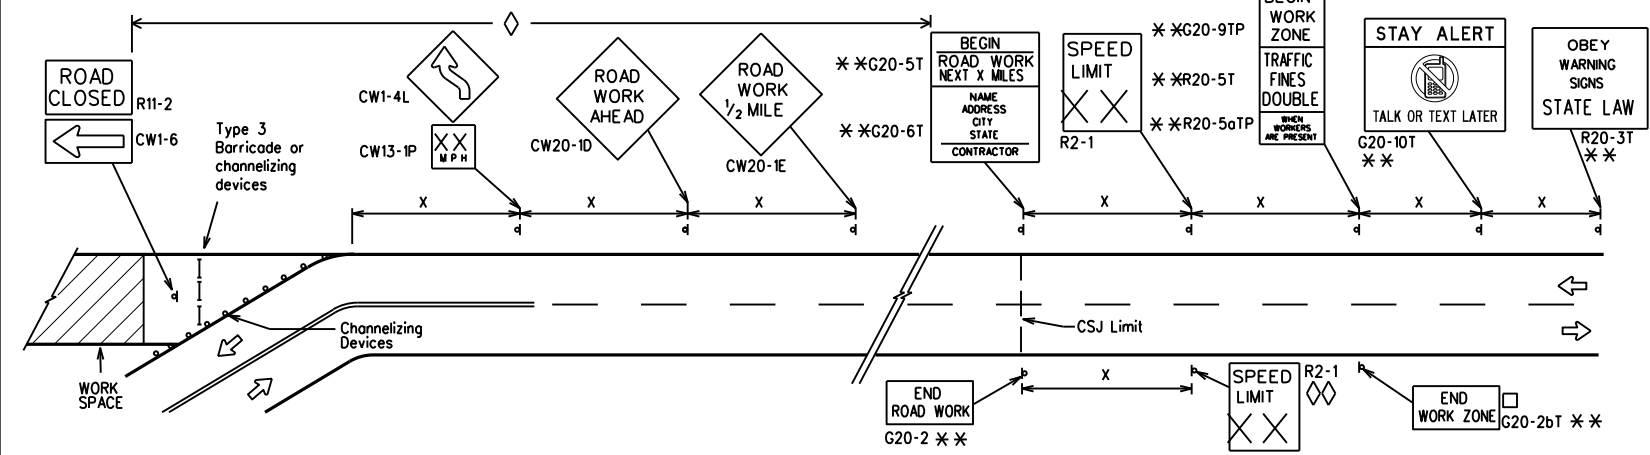 ROAD
CLOSED
R11-2
CW1-6
Type 3
Barricade or
channelizing
devices
CW1-4L
CW13-1P
X X
MPH
ROAD
WORK
AHEAD
CW20-1D
ROAD
WORK
1/2 MILE
CW20-1E
* *G20-5T
* *G20-6T
BEGIN
ROAD WORK
NEXT X MILES
NAME
ADDRESS
CITY
STATE
CONTRACTOR
SPEED
LIMIT
X X
R2-1
* *G20-9TP
* *R20-5T
* *R20-5aTP
BEGIN
WORK
ZONE
TRAFFIC
FINES
DOUBLE
WHEN
WORKERS
ARE PRESENT
STAY ALERT
TALK OR TEXT LATER
G20-10T
* *
OBEY
WARNING
SIGNS
STATE LAW
R20-3T
* *
X
X
X
X
X
X
X
Channelizing
Devices
CSJ Limit
WORK
SPACE
END
ROAD WORK
G20-2 * *
X
SPEED
LIMIT
X X
R2-1
END
WORK ZONE
G20-2bT * *